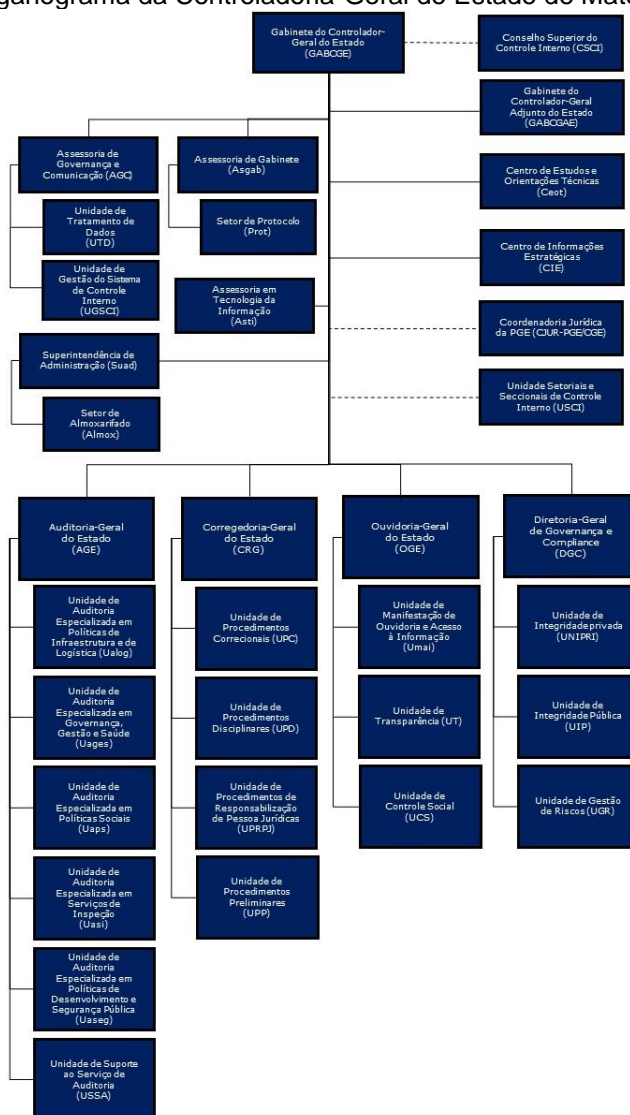 ganograma da Controladoria-Geral do Estado de Mato
Gabinete do Controlador-
Geral do Estado
(GABCGE)
Conselho Superior do
Controle Interno (CSCI)
Gabinete do
Controlador-Geral
Adjunto do Estado
(GABCGAE)
Assessoria de
Governança e
Comunicação (AGC)
Assessoria de Gabinete
(Asgab)
Centro de Estudos e
Orientações Técnicas
(Ceot)
Unidade de
Tratamento de
Dados
(UTD)
Setor de Protocolo
(Prot)
Centro de Informações
Estratégicas
(CIE)
Unidade de
Gestão do Sistema
de Controle
Interno
(UGSCI)
Assessoria em
Tecnologia da
Informação
(Asti)
Coordenadoria Jurídica
da PGE (CJUR-PGE/CGE)
Superintendência de
Administração (Suad)
Unidade Setoriais e
Seccionais de Controle
Interno (USCI)
Setor de
Almoxarifado
(Almox)
Auditoria-Geral
do Estado
(AGE)
Unidade de
Auditoria
Especializada em
Políticas de
Infraestrutura e de
Logística (Ualog)
Unidade de
Auditoria
Especializada em
Governança,
Gestão e Saúde
(Uages)
Unidade de
Auditoria
Especializada em
Políticas Sociais
(Uaps)
Unidade de
Auditoria
Especializada em
Serviços de
Inspeção
(Uasi)
Unidade de
Auditoria
Especializada em
Políticas de
Desenvolvimento e
Segurança Pública
(Uaseg)
Unidade de Suporte
ao Serviço de
Auditoria
(USSA)
Corregedoria-Geral
do Estado
(CRG)
Unidade de
Procedimentos
Correcionais (UPC)
Unidade de
Procedimentos
Disciplinares (UPD)
Unidade de
Procedimentos de
Responsabilização
de Pessoa Jurídicas
(UPRPJ)
Unidade de
Procedimentos
Preliminares
(UPP)
Ouvidoria-Geral
do Estado
(OGE)
Unidade de
Manifestação de
Ouvidoria e Acesso
à Informação
(Umai)
Unidade de
Transparência (UT)
Unidade de
Controle Social
(UCS)
Diretoria-Geral
de Governança e
Compliance
(DGC)
Unidade de
Integridade privada
(UNIPRI)
Unidade de
Integridade Pública
(UIP)
Unidade de Gestão
de Riscos (UGR)